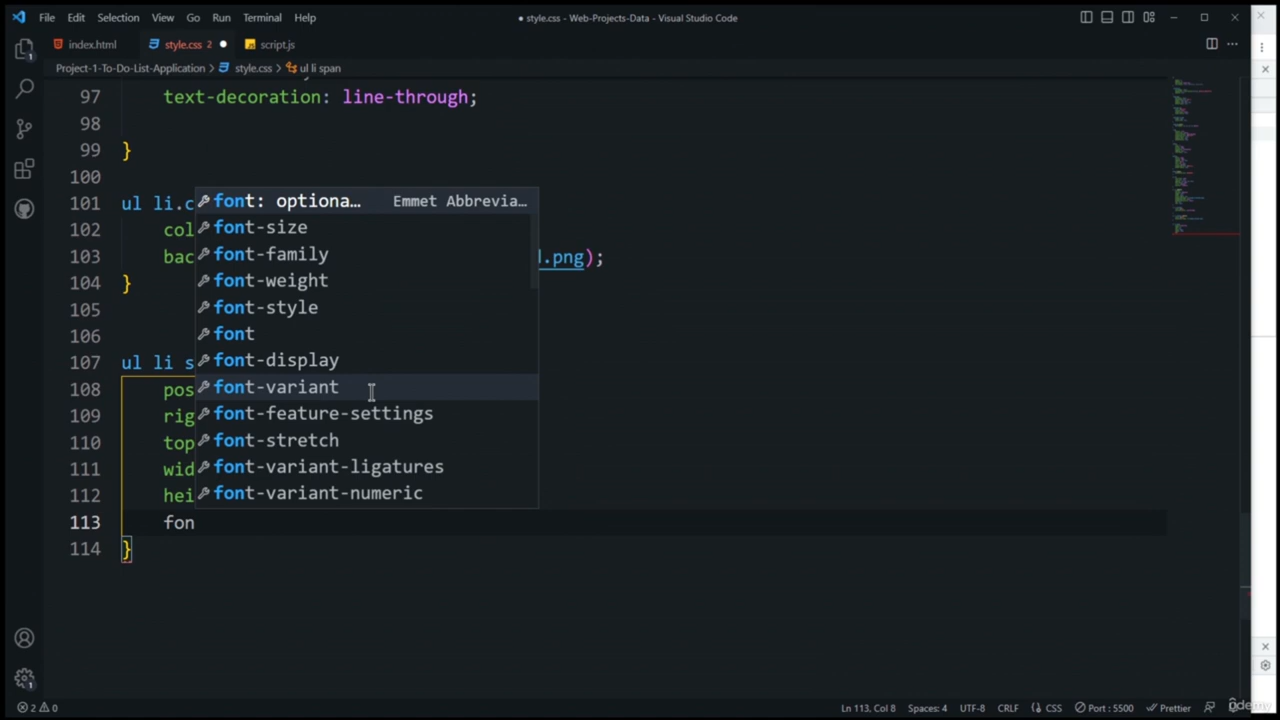 File Edit Selection View Go Run Terminal Help
● style.css - Web-Projects-Data - Visual Studio Code
index.html style.css 2 script.js
Project-1-To-Do-List-Application > style.css > ul li span
97 text-decoration: line-through;
98
99 }
100
font: optiona... Emmet Abbrevia...
101 ul li.c
font-size
102 col
font-family
103 bac l.png);
font-weight
104 }
font-style
105
font
106
font-display
107 ul li s
font-variant
108 pos
font-feature-settings
109 rig
font-stretch
110 top
font-variant-ligatures
111 wid
font-variant-numeric
112 hei
113 fon
114 }
2 0 Ln 113, Col 8 Spaces: 4 UTF-8 CRLF CSS Port : 5500 Prettier
ûdemy